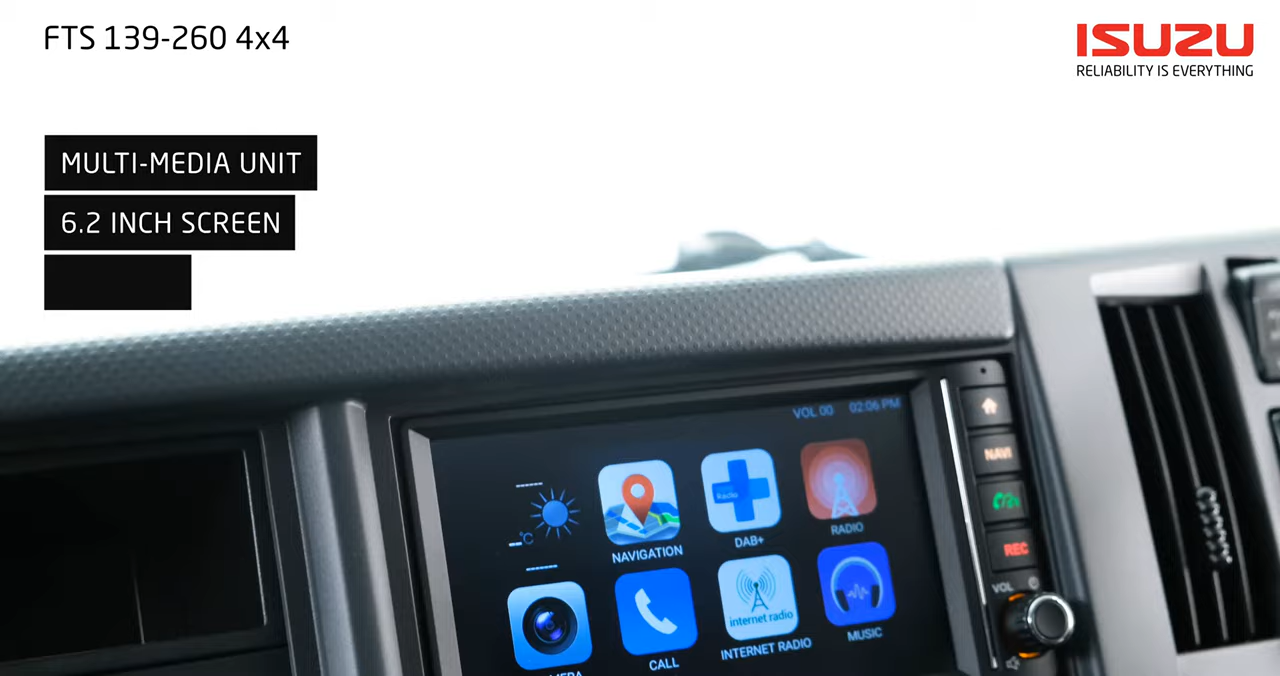 FTS 139-260 4x4
ISUZU
RELIABILITY IS EVERYTHING
MULTI-MEDIA UNIT
6.2 INCH SCREEN
VOL 00 02:06 PM
°C
NAVIGATION
Radio
DAB+
RADIO
CALL
internet radio
INTERNET RADIO
MUSIC
NAVI
REC
VOL